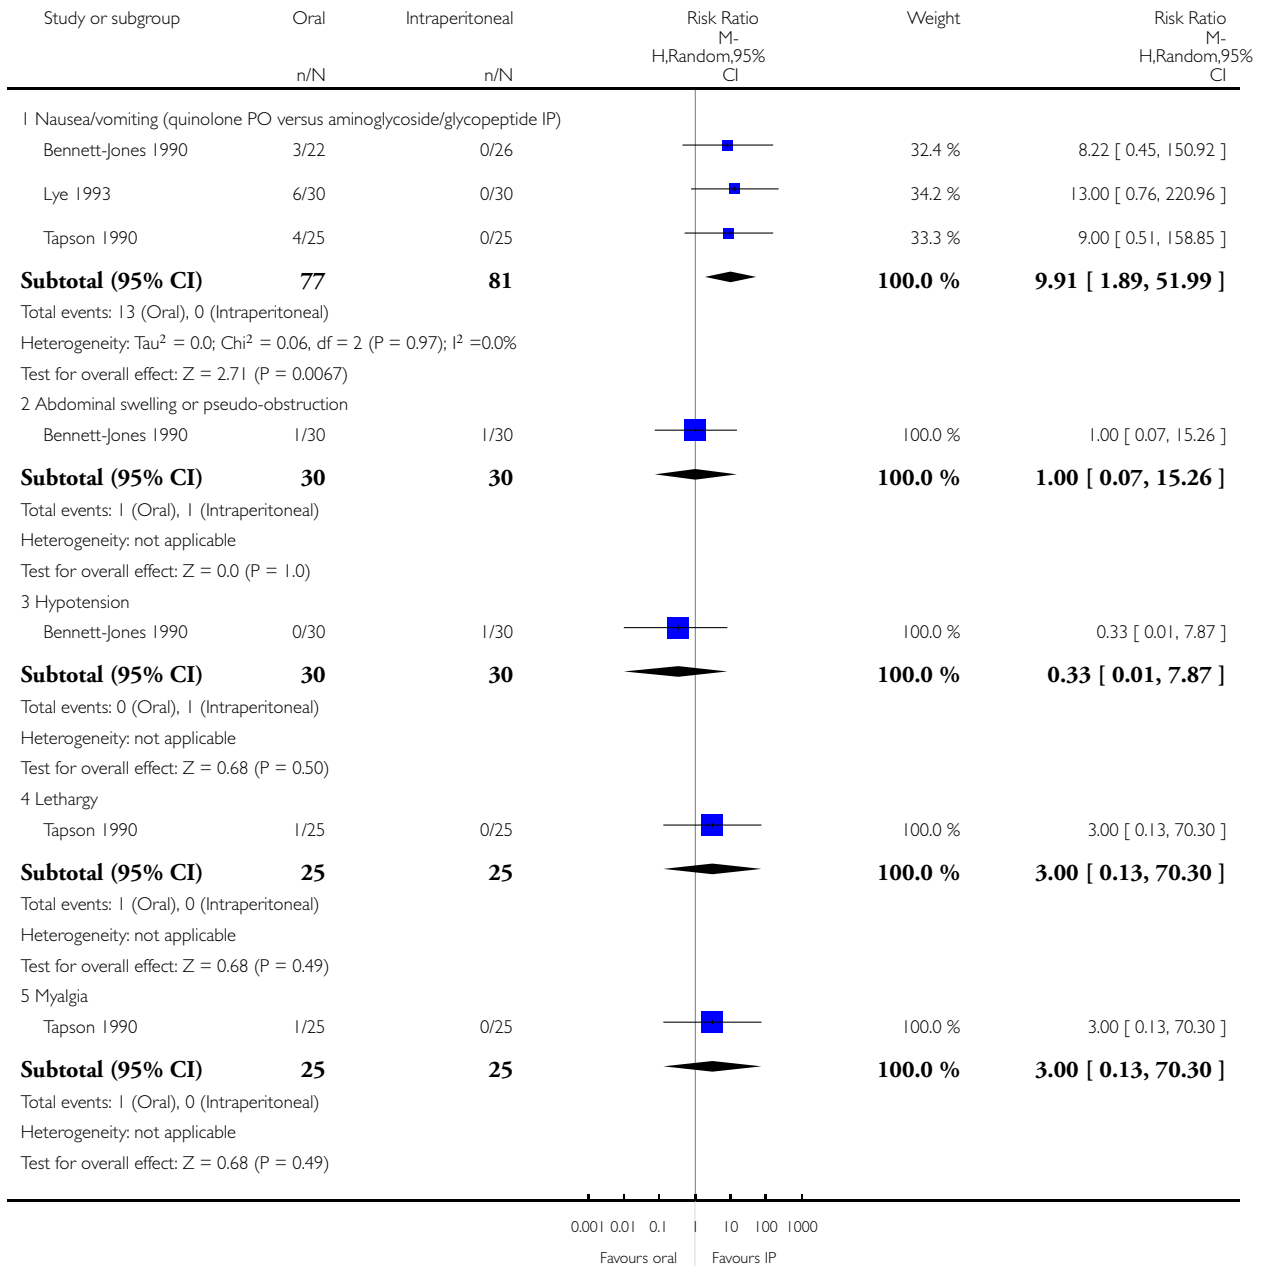 Study or subgroup Oral Intraperitoneal Risk Ratio Weight Risk Ratio
M- M-
H,Random,95% H,Random,95%
n/N n/N CI CI
1 Nausea/vomiting (quinolone PO versus aminoglycoside/glycopeptide IP)
Bennett-Jones 1990 3/22 0/26 32.4 % 8.22 [ 0.45, 150.92 ]
Lye 1993 6/30 0/30 34.2 % 13.00 [ 0.76, 220.96 ]
Tapson 1990 4/25 0/25 33.3 % 9.00 [ 0.51, 158.85 ]
Subtotal (95% CI) 77 81 100.0 % 9.91 [ 1.89, 51.99 ]
Total events: 13 (Oral), 0 (Intraperitoneal)
Heterogeneity: Tau² = 0.0; Chi² = 0.06, df = 2 (P = 0.97); I² =0.0%
Test for overall effect: Z = 2.71 (P = 0.0067)
2 Abdominal swelling or pseudo-obstruction
Bennett-Jones 1990 1/30 1/30 100.0 % 1.00 [ 0.07, 15.26 ]
Subtotal (95% CI) 30 30 100.0 % 1.00 [ 0.07, 15.26 ]
Total events: 1 (Oral), 1 (Intraperitoneal)
Heterogeneity: not applicable
Test for overall effect: Z = 0.0 (P = 1.0)
3 Hypotension
Bennett-Jones 1990 0/30 1/30 100.0 % 0.33 [ 0.01, 7.87 ]
Subtotal (95% CI) 30 30 100.0 % 0.33 [ 0.01, 7.87 ]
Total events: 0 (Oral), 1 (Intraperitoneal)
Heterogeneity: not applicable
Test for overall effect: Z = 0.68 (P = 0.50)
4 Lethargy
Tapson 1990 1/25 0/25 100.0 % 3.00 [ 0.13, 70.30 ]
Subtotal (95% CI) 25 25 100.0 % 3.00 [ 0.13, 70.30 ]
Total events: 1 (Oral), 0 (Intraperitoneal)
Heterogeneity: not applicable
Test for overall effect: Z = 0.68 (P = 0.49)
5 Myalgia
Tapson 1990 1/25 0/25 100.0 % 3.00 [ 0.13, 70.30 ]
Subtotal (95% CI) 25 25 100.0 % 3.00 [ 0.13, 70.30 ]
Total events: 1 (Oral), 0 (Intraperitoneal)
Heterogeneity: not applicable
Test for overall effect: Z = 0.68 (P = 0.49)
0.001 0.01 0.1 1 10 100 1000
Favours oral Favours IP